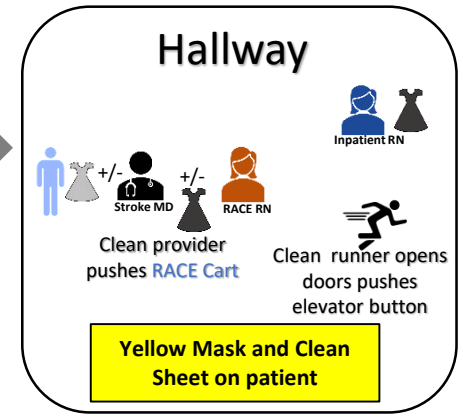 Hallway
Inpatient RN
+/-
+/-
Stroke MD
RACE RN
Clean provider
pushes RACE Cart
Clean runner opens
doors pushes
elevator button
Yellow Mask and Clean
Sheet on patient